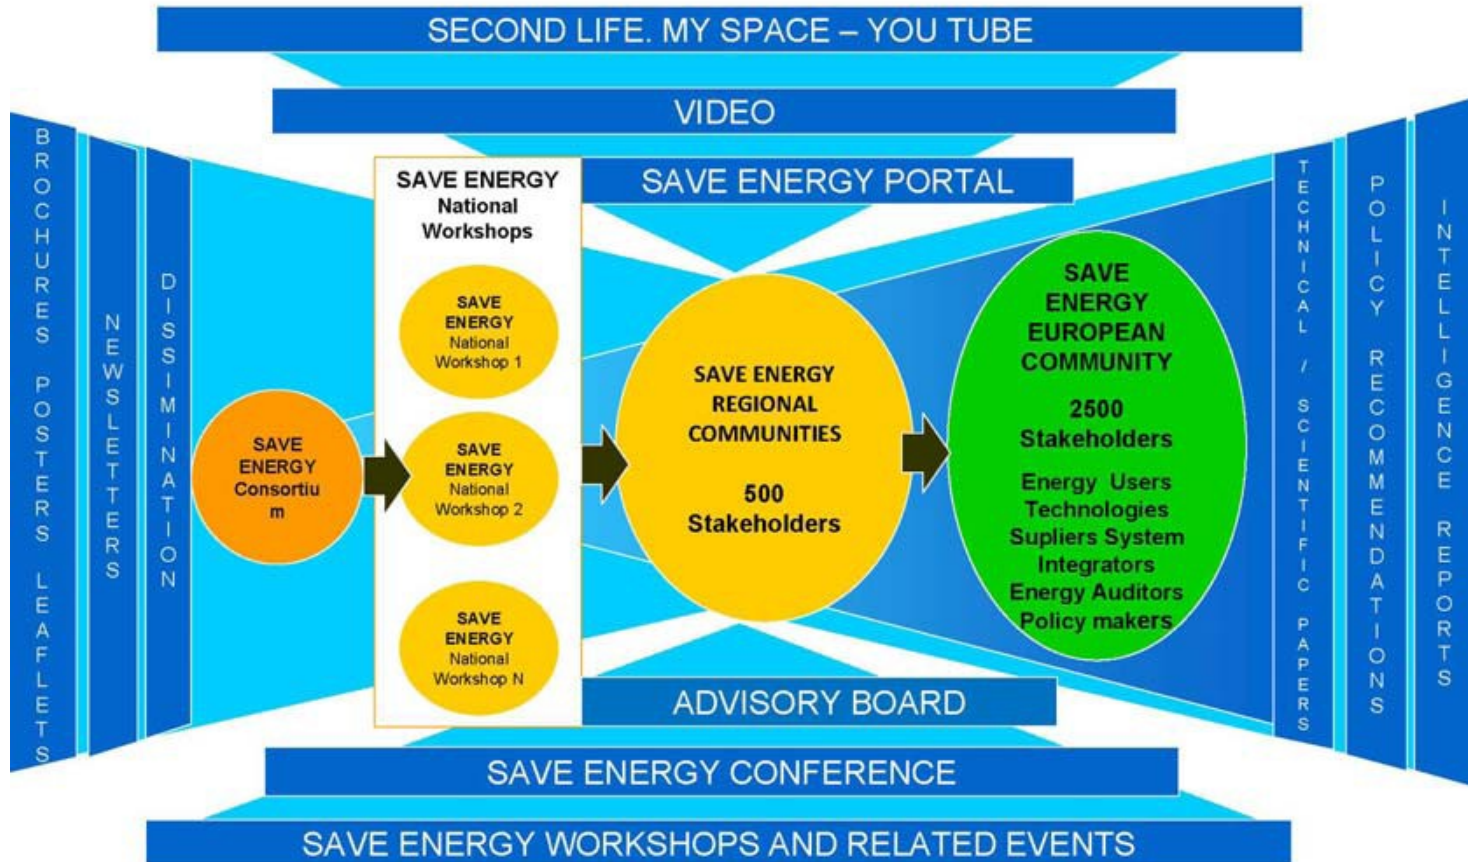 SECOND LIFE. MY SPACE – YOU TUBE
VIDEO
SAVE ENERGY PORTAL
BROCHURES POSTERS LEAFLETS
NEWSLETTERS
DISSIMINATION
SAVE
ENERGY
Consortiu
m
SAVE ENERGY
National
Workshops
SAVE
ENERGY
National
Workshop 1
SAVE
ENERGY
National
Workshop 2
SAVE
ENERGY
National
Workshop N
SAVE ENERGY
REGIONAL
COMMUNITIES
500
Stakeholders
SAVE
ENERGY
EUROPEAN
COMMUNITY
2500
Stakeholders
Energy Users
Technologies
Supliers System
Integrators
Energy Auditors
Policy makers
TECHNICAL / SCIENTIFIC PAPERS
POLICY RECOMMENDATIONS
INTELLIGENCE REPORTS
ADVISORY BOARD
SAVE ENERGY CONFERENCE
SAVE ENERGY WORKSHOPS AND RELATED EVENTS